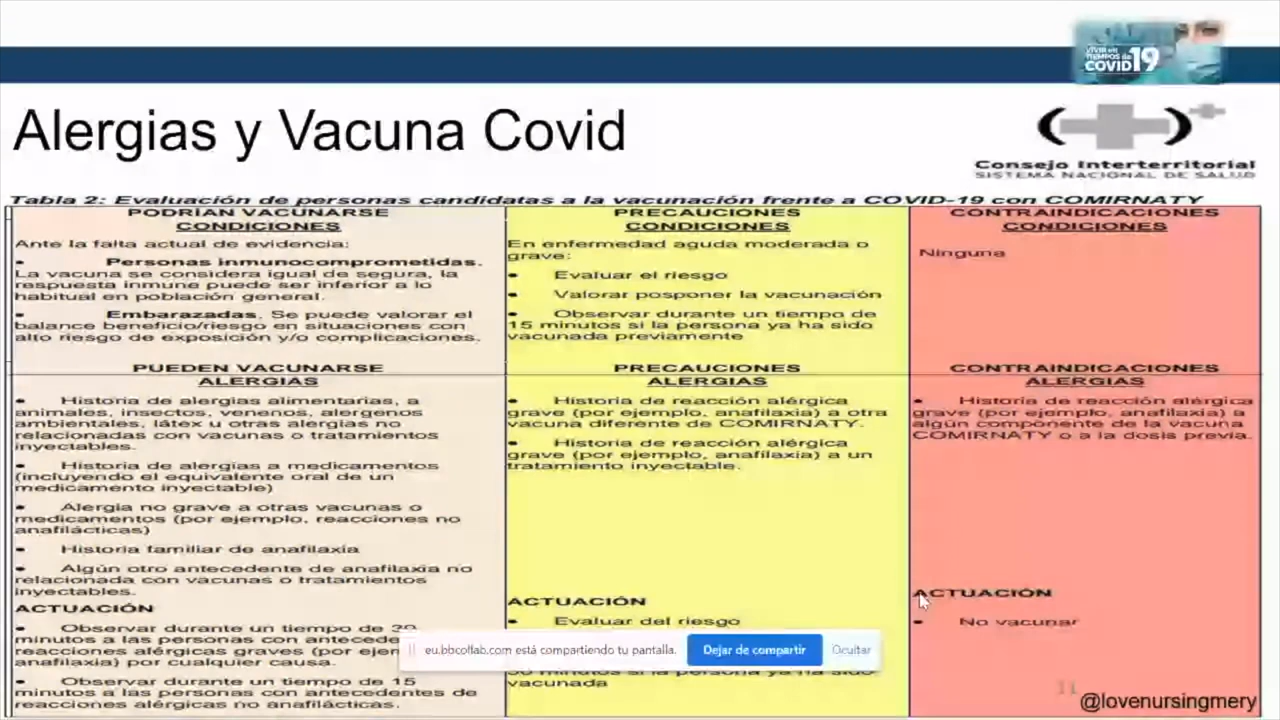 VIVIR EN
TIEMPOS DE
COVID19
Alergias y Vacuna Covid
Consejo Interterritorial
SISTEMA NACIONAL DE SALUD
Tabla 2: Evaluación de personas candidatas a la vacunación frente a COVID-19 con COMIRNATY
PODRÍAN VACUNARSE
CONDICIONES
Ante la falta actual de evidencia:
• Personas inmunocomprometidas.
La vacuna se considera igual de segura, la
respuesta inmune puede ser inferior a lo
habitual en población general.
• Embarazadas. Se puede valorar el
balance beneficio/riesgo en situaciones con
alto riesgo de exposición y/o complicaciones.
PRECAUCIONES
CONDICIONES
En enfermedad aguda moderada o
grave:
• Evaluar el riesgo
• Valorar posponer la vacunación
• Observar durante un tiempo de
15 minutos si la persona ya ha sido
vacunada previamente
CONTRAINDICACIONES
CONDICIONES
Ninguna
PUEDEN VACUNARSE
ALERGIAS
• Historia de alergias alimentarias, a
animales, insectos, venenos, alergenos
ambientales, látex u otras alergias no
relacionadas con vacunas o tratamientos
inyectables.
• Historia de alergias a medicamentos
(incluyendo el equivalente oral de un
medicamento inyectable)
• Alergia no grave a otras vacunas o
medicamentos (por ejemplo, reacciones no
anafilácticas)
• Historia familiar de anafilaxia
• Algún otro antecedente de anafilaxia no
relacionada con vacunas o tratamientos
inyectables.
ACTUACIÓN
• Observar durante un tiempo de 30
minutos a las personas con antecede
reacciones alérgicas graves (por ejem
anafilaxia) por cualquier causa.
• Observar durante un tiempo de 15
minutos a las personas con antecedentes de
reacciones alérgicas no anafilácticas.
PRECAUCIONES
ALERGIAS
• Historia de reacción alérgica
grave (por ejemplo, anafilaxia) a otra
vacuna diferente de COMIRNATY.
• Historia de reacción alérgica
grave (por ejemplo, anafilaxia) a un
tratamiento inyectable.
ACTUACIÓN
• Evaluar del riesgo
30 minutos si la persona ya ha sido
vacunada
CONTRAINDICACIONES
ALERGIAS
• Historia de reacción alérgica
grave (por ejemplo, anafilaxia) a
algún componente de la vacuna
COMIRNATY o a la dosis previa.
ACTUACIÓN
• No vacunar
eu.bbcollab.com está compartiendo tu pantalla.
Dejar de compartir
Ocultar
11
@lovenursingmery